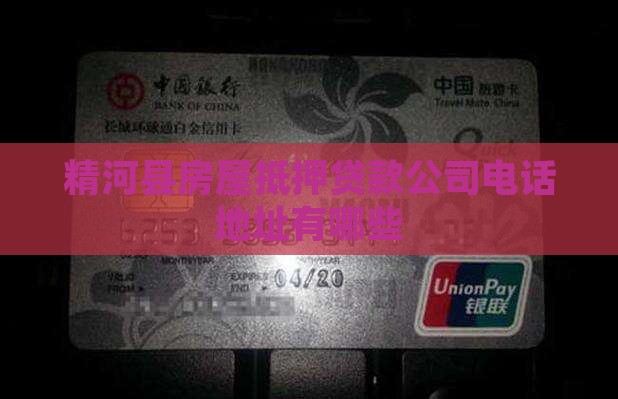 HONGKONG
中国银行
BANK OF CHINA
长城环球通白金信用卡
中国旅游卡
Travel Mate China
Quick
精河县房屋抵押贷款公司电话
地址有哪些
MONTH/YEAR
VALID
FROM
EXPIRES
END
04/20
UnionPay
银联